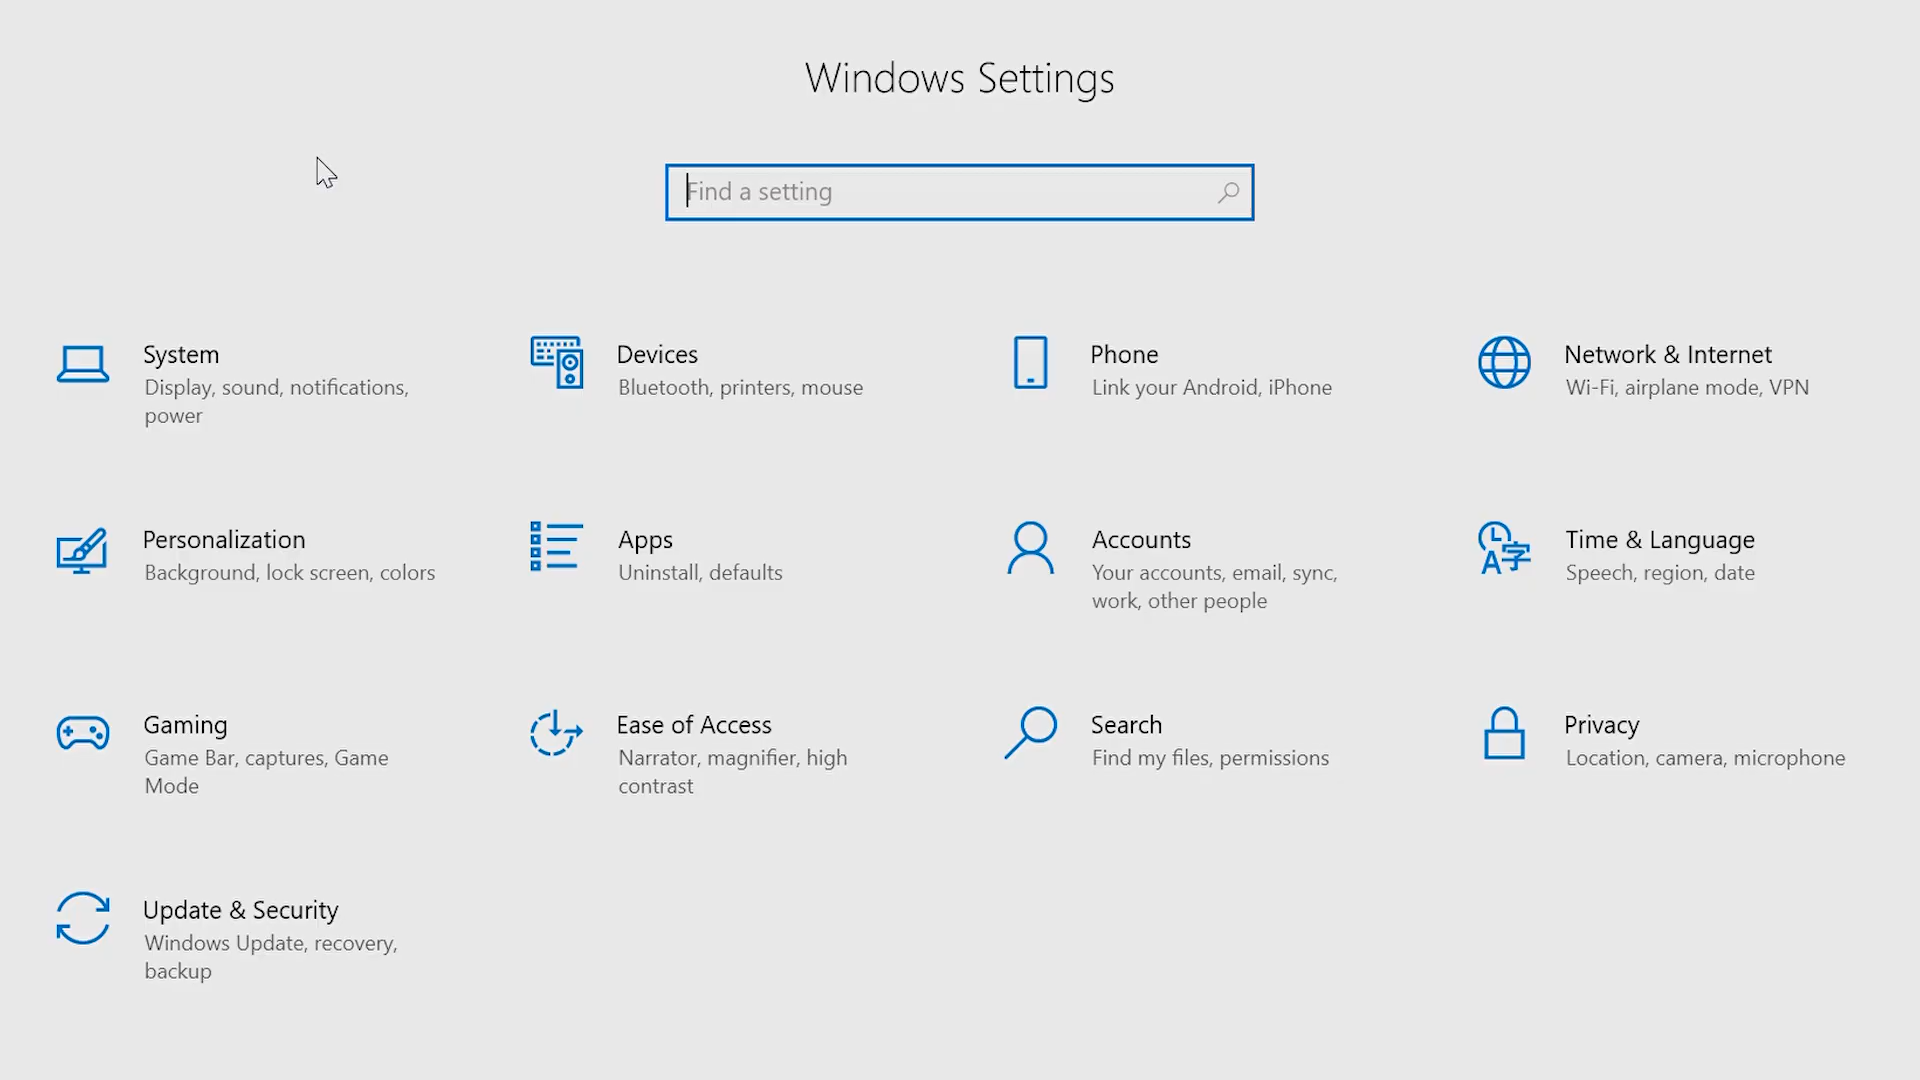 Windows Settings
Find a setting
System
Display, sound, notifications,
power
Devices
Bluetooth, printers, mouse
Phone
Link your Android, iPhone
Network & Internet
Wi-Fi, airplane mode, VPN
Personalization
Background, lock screen, colors
Apps
Uninstall, defaults
Accounts
Your accounts, email, sync,
work, other people
Time & Language
Speech, region, date
Gaming
Game Bar, captures, Game
Mode
Ease of Access
Narrator, magnifier, high
contrast
Search
Find my files, permissions
Privacy
Location, camera, microphone
Update & Security
Windows Update, recovery,
backup